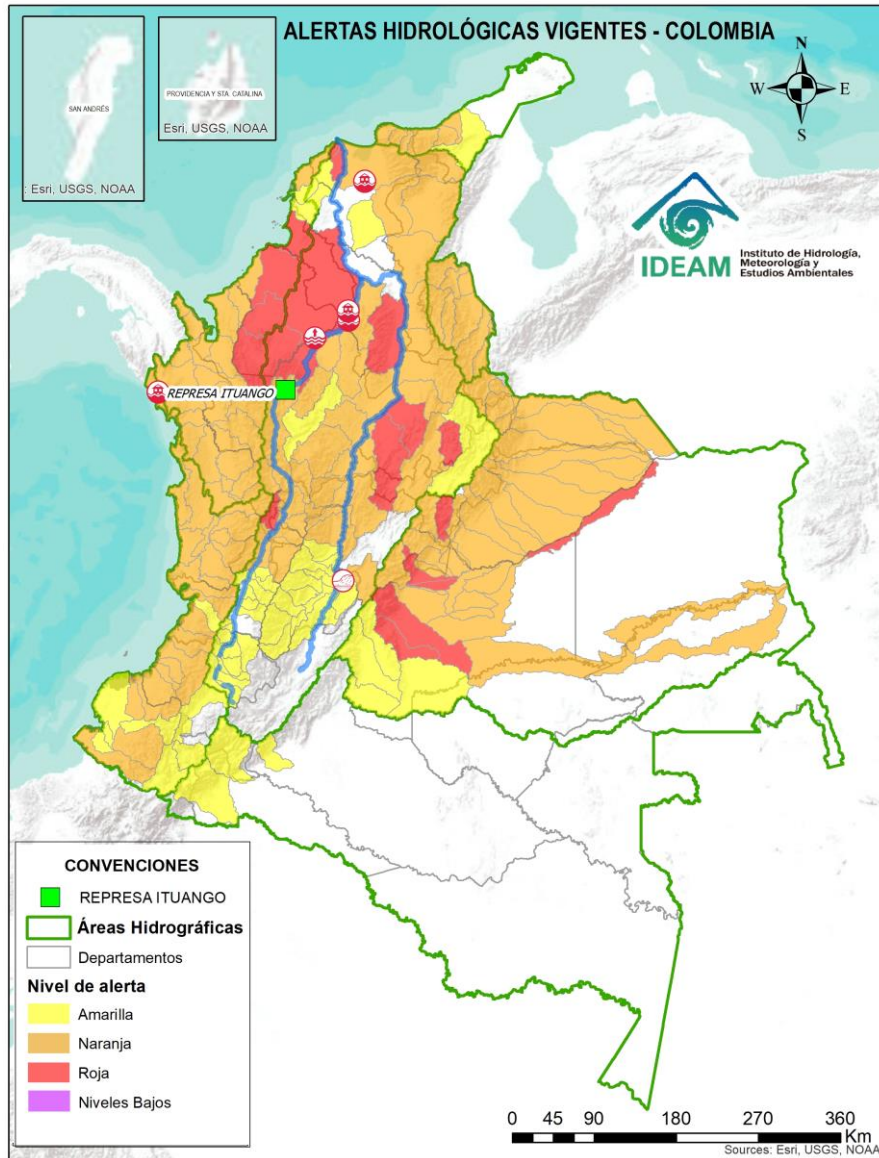 ALERTAS HIDROLÓGICAS VIGENTES - COLOMBIA
SAN ANDRÉS
: Esri, USGS, NOAA
PROVIDENCIA Y STA. CATALINA
Esri, USGS, NOAA
N
W
E
S
IDEAM
Instituto de Hidrología,
Meteorología y
Estudios Ambientales
REPRESA ITUANGO
CONVENCIONES
REPRESA ITUANGO
Áreas Hidrográficas
Departamentos
Nivel de alerta
Amarilla
Naranja
Roja
Niveles Bajos
0 45 90 180 270 360
Km
Sources: Esri, USGS, NOAA